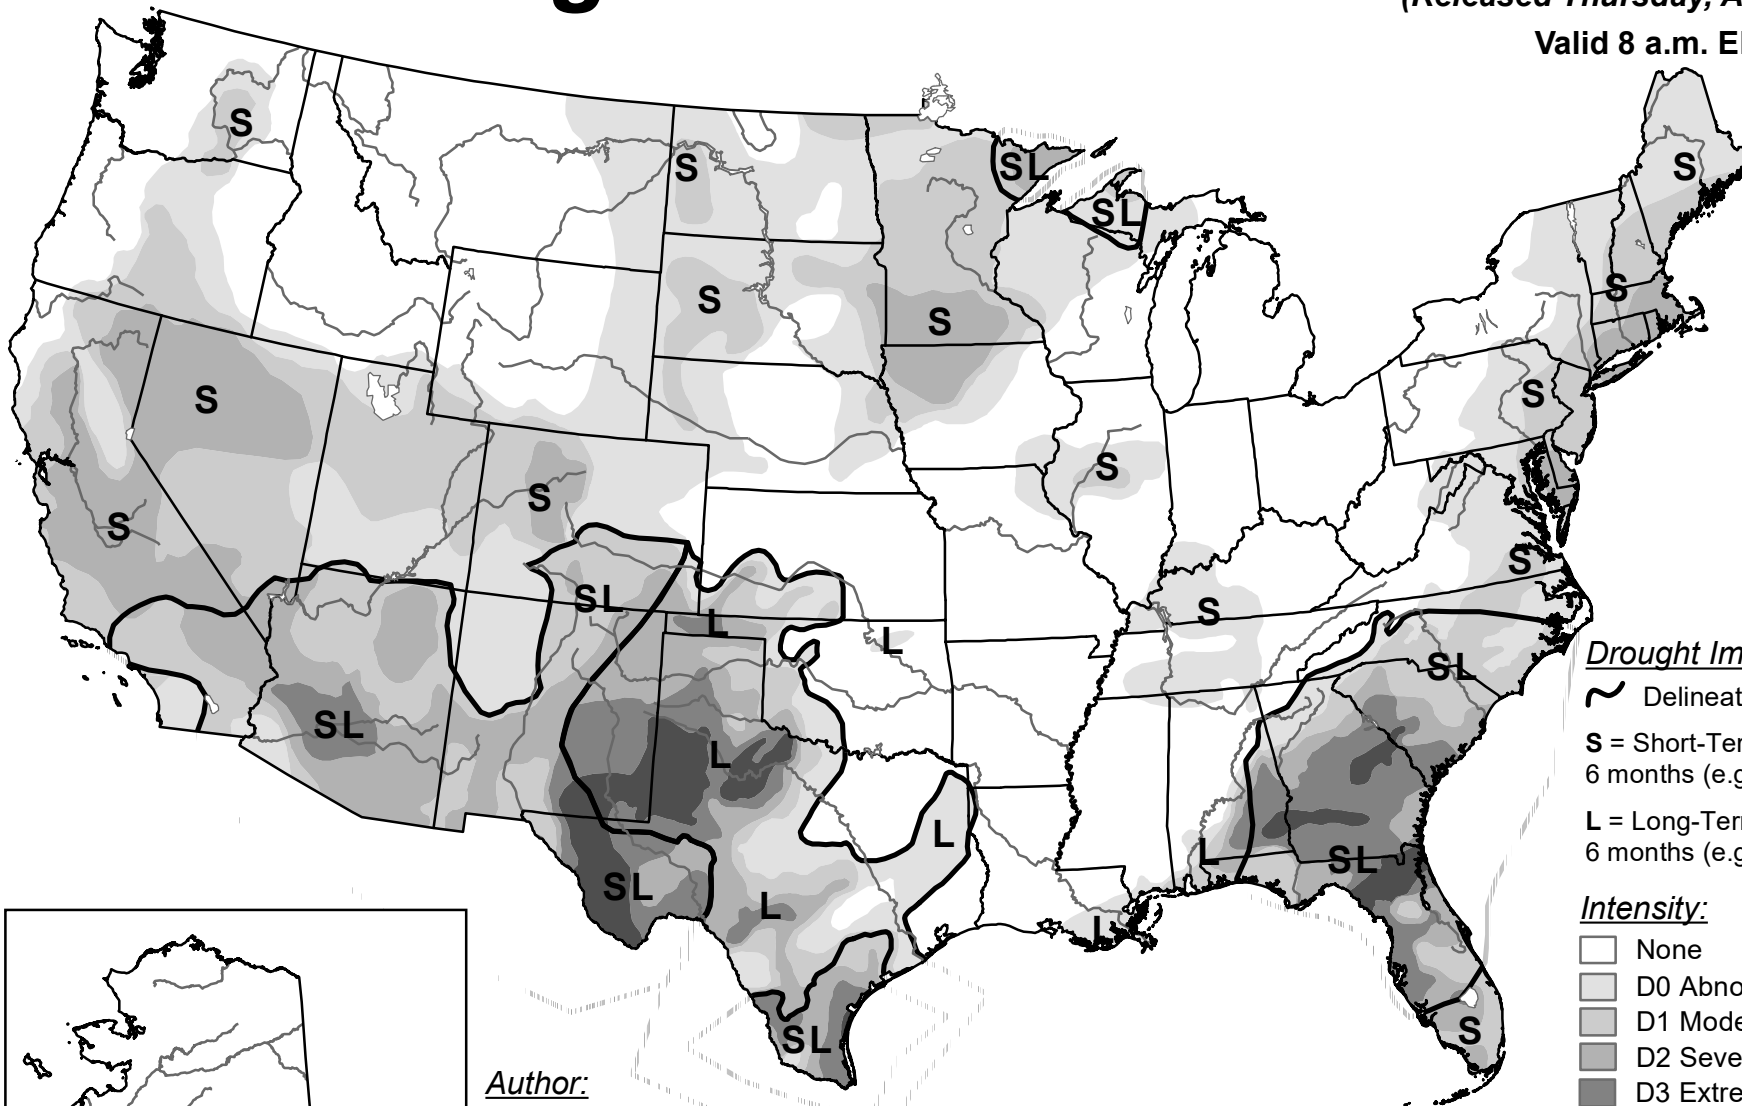 g
(Released Thursday, A
Valid 8 a.m. E
S
S
SL
S
SL
S
S
S
S
S
S
S
S
S
S
SL
S
L
L
SL
SL
L
L
L
SL
SL
L
L
S
SL
Drought Im
Delineat
S = Short-Ter
6 months (e.g
L = Long-Terr
6 months (e.g
Intensity:
None
D0 Abno
D1 Mode
D2 Seve
D3 Extre
Author: